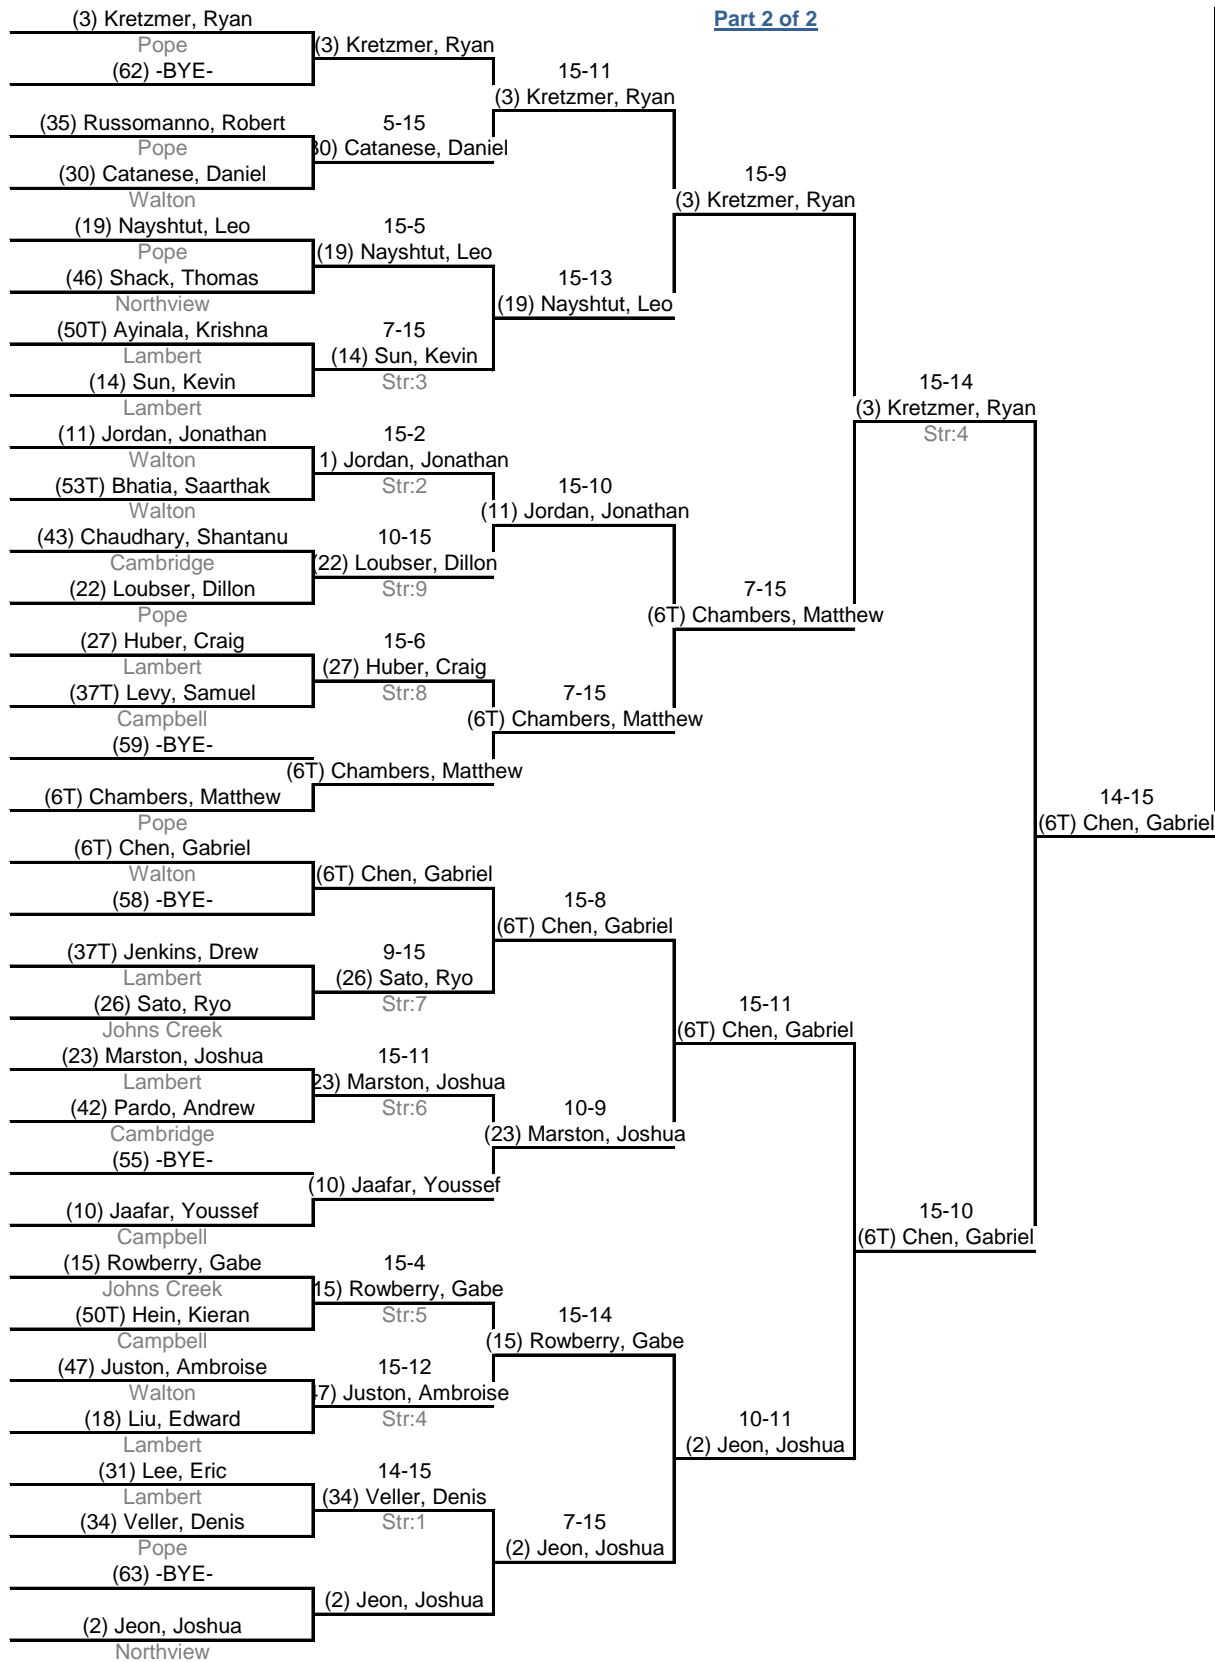 (3) Kretzmer, Ryan
Part 2 of 2
Pope
(3) Kretzmer, Ryan
(62) -BYE-
15-11
(3) Kretzmer, Ryan
(35) Russomanno, Robert
5-15
Pope
30) Catanese, Daniel
(30) Catanese, Daniel
15-9
Walton
(3) Kretzmer, Ryan
(19) Nayshtut, Leo
15-5
Pope
(19) Nayshtut, Leo
(46) Shack, Thomas
15-13
Northview
(19) Nayshtut, Leo
(50T) Ayinala, Krishna
7-15
Lambert
(14) Sun, Kevin
(14) Sun, Kevin
Str:3
15-14
Lambert
(3) Kretzmer, Ryan
(11) Jordan, Jonathan
15-2
Str:4
Walton
1) Jordan, Jonathan
(53T) Bhatia, Saarthak
Str:2
15-10
Walton
(11) Jordan, Jonathan
(43) Chaudhary, Shantanu
10-15
Cambridge
(22) Loubser, Dillon
(22) Loubser, Dillon
Str:9
7-15
Pope
(6T) Chambers, Matthew
(27) Huber, Craig
15-6
Lambert
(27) Huber, Craig
(37T) Levy, Samuel
Str:8
7-15
Campbell
(6T) Chambers, Matthew
(59) -BYE-
(6T) Chambers, Matthew
(6T) Chambers, Matthew
14-15
Pope
(6T) Chen, Gabriel
(6T) Chen, Gabriel
Walton
(6T) Chen, Gabriel
(58) -BYE-
15-8
(6T) Chen, Gabriel
(37T) Jenkins, Drew
9-15
Lambert
(26) Sato, Ryo
(26) Sato, Ryo
Str:7
15-11
Johns Creek
(6T) Chen, Gabriel
(23) Marston, Joshua
15-11
Lambert
23) Marston, Joshua
(42) Pardo, Andrew
Str:6
10-9
Cambridge
(23) Marston, Joshua
(55) -BYE-
(10) Jaafar, Youssef
(10) Jaafar, Youssef
15-10
Campbell
(6T) Chen, Gabriel
(15) Rowberry, Gabe
15-4
Johns Creek
15) Rowberry, Gabe
(50T) Hein, Kieran
Str:5
15-14
Campbell
(15) Rowberry, Gabe
(47) Juston, Ambroise
15-12
Walton
47) Juston, Ambroise
(18) Liu, Edward
Str:4
10-11
Lambert
(2) Jeon, Joshua
(31) Lee, Eric
14-15
Lambert
(34) Veller, Denis
(34) Veller, Denis
Str:1
7-15
Pope
(2) Jeon, Joshua
(63) -BYE-
(2) Jeon, Joshua
(2) Jeon, Joshua
Northview